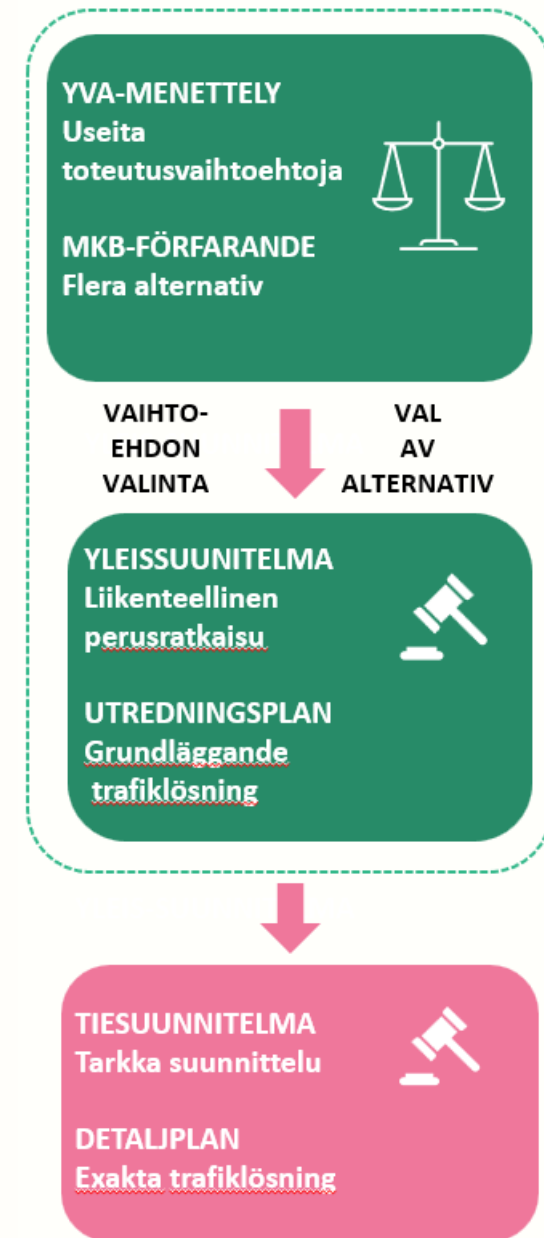 YVA-MENETTELY
Useita
toteutusvaihtoehtoja
MKB-FÖRFARANDE
Flera alternativ
VAIHTO-
EHDON
VALINTA
VAL
AV
ALTERNATIV
YLEISSUUNITELMA
Liikenteellinen
perusratkaisu
UTREDNINGSPLAN
Grundläggande
trafiklösning
TIESUUNNITELMA
Tarkka suunnittelu
DETALJPLAN
Exakta trafiklösning